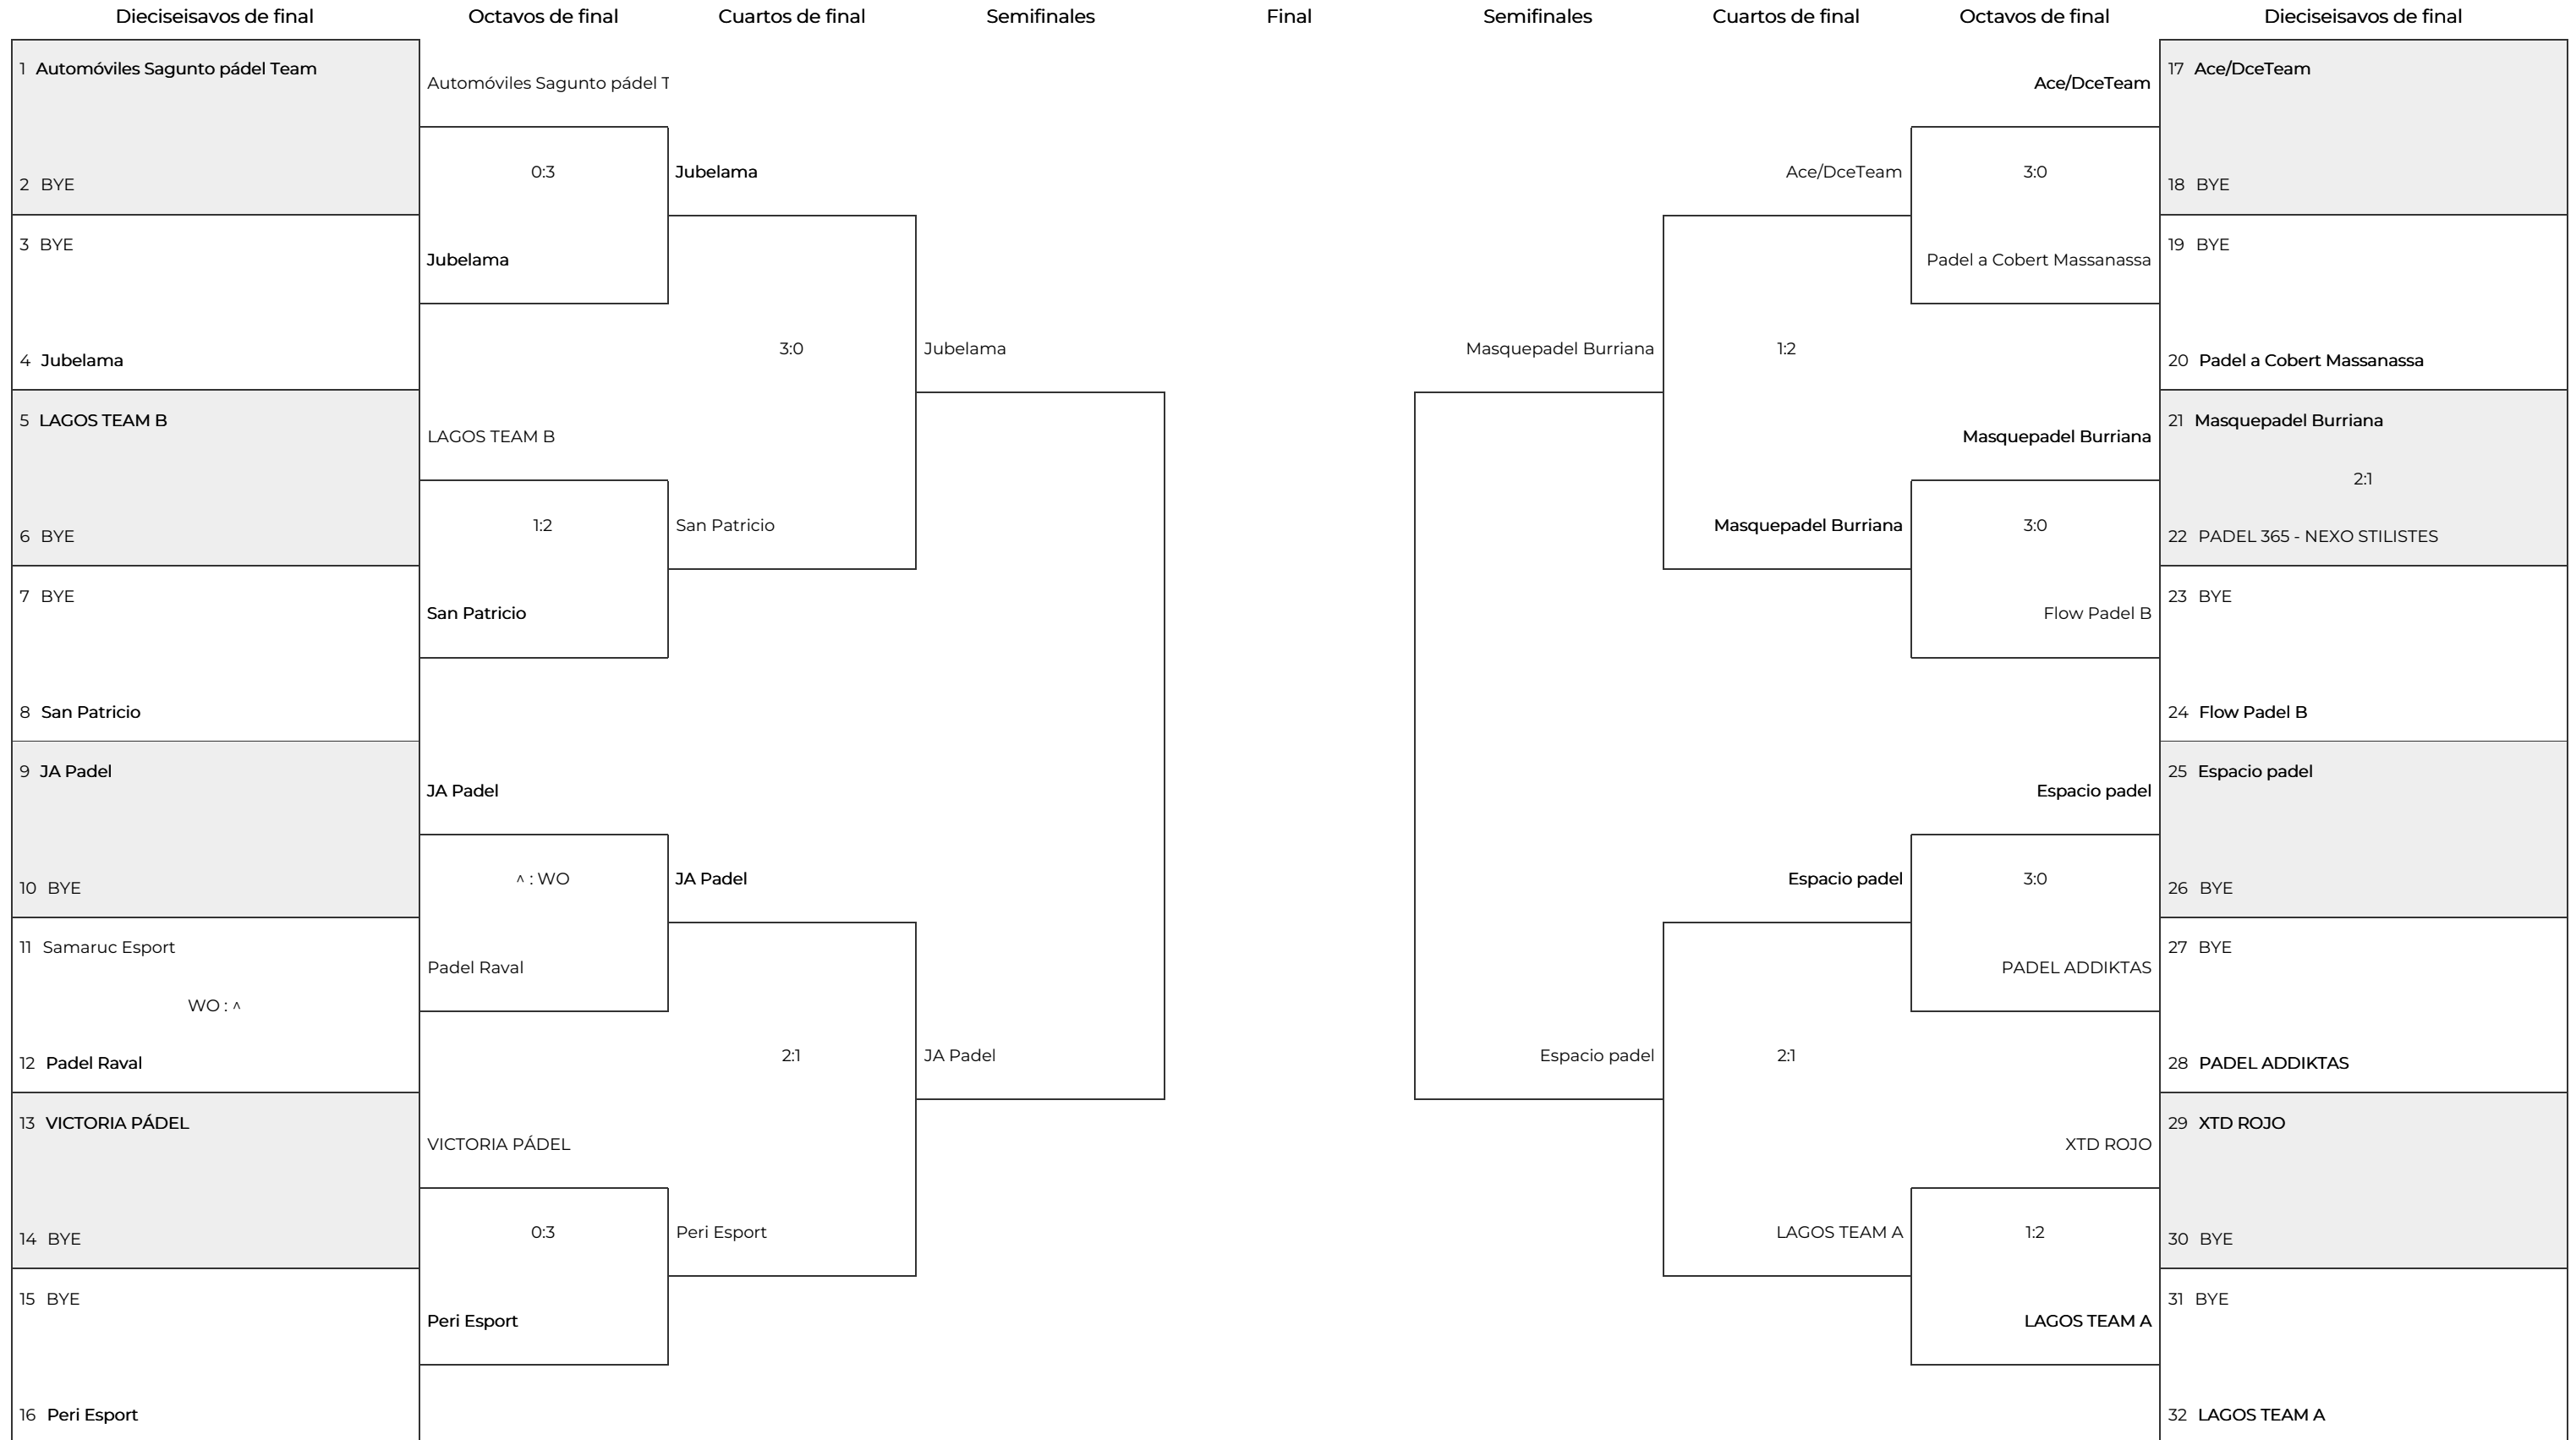 Dieciseisavos de final
Octavos de final
Cuartos de final
Semifinales
Final
Semifinales
Cuartos de final
Octavos de final
Dieciseisavos de final
1 Automóviles Sagunto pádel Team
2 BYE
3 BYE
4 Jubelama
5 LAGOS TEAM B
6 BYE
7 BYE
8 San Patricio
9 JA Padel
10 BYE
11 Samaruc Esport
WO : ^
12 Padel Raval
13 VICTORIA PÁDEL
14 BYE
15 BYE
16 Peri Esport
Automóviles Sagunto pádel T
0:3
Jubelama
LAGOS TEAM B
1:2
San Patricio
JA Padel
^ : WO
Padel Raval
VICTORIA PÁDEL
0:3
Peri Esport
Jubelama
3:0
San Patricio
JA Padel
2:1
Peri Esport
Jubelama
JA Padel
Masquepadel Burriana
Espacio padel
Ace/DceTeam
1:2
Masquepadel Burriana
Espacio padel
2:1
LAGOS TEAM A
Ace/DceTeam
3:0
Padel a Cobert Massanassa
Masquepadel Burriana
3:0
Flow Padel B
Espacio padel
3:0
PADEL ADDIKTAS
XTD ROJO
1:2
LAGOS TEAM A
17 Ace/DceTeam
18 BYE
19 BYE
20 Padel a Cobert Massanassa
21 Masquepadel Burriana
2:1
22 PADEL 365 - NEXO STILISTES
23 BYE
24 Flow Padel B
25 Espacio padel
26 BYE
27 BYE
28 PADEL ADDIKTAS
29 XTD ROJO
30 BYE
31 BYE
32 LAGOS TEAM A